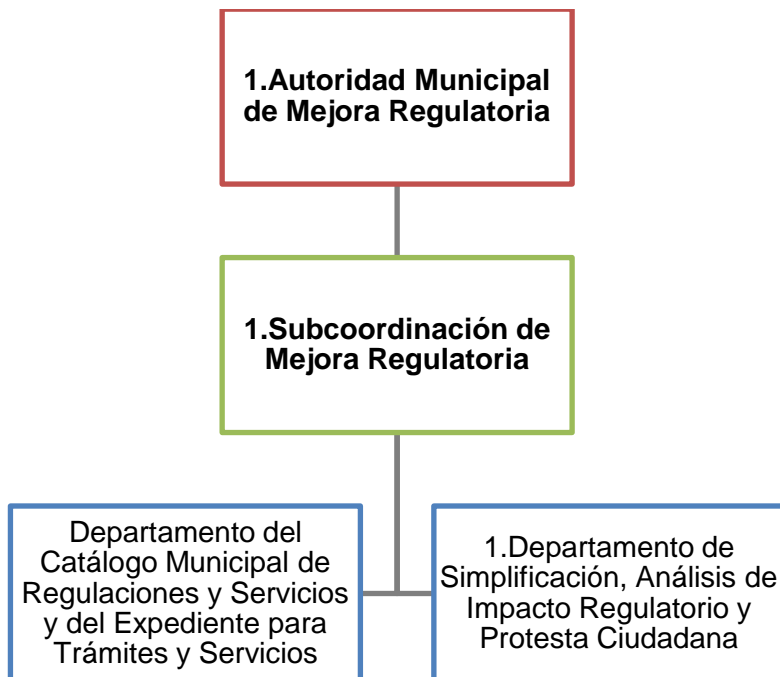 1.Autoridad Municipal
de Mejora Regulatoria
1.Subcoordinación de
Mejora Regulatoria
Departamento del
Catálogo Municipal de
Regulaciones y Servicios
y del Expediente para
Trámites y Servicios
1.Departamento de
Simplificación, Análisis de
Impacto Regulatorio y
Protesta Ciudadana